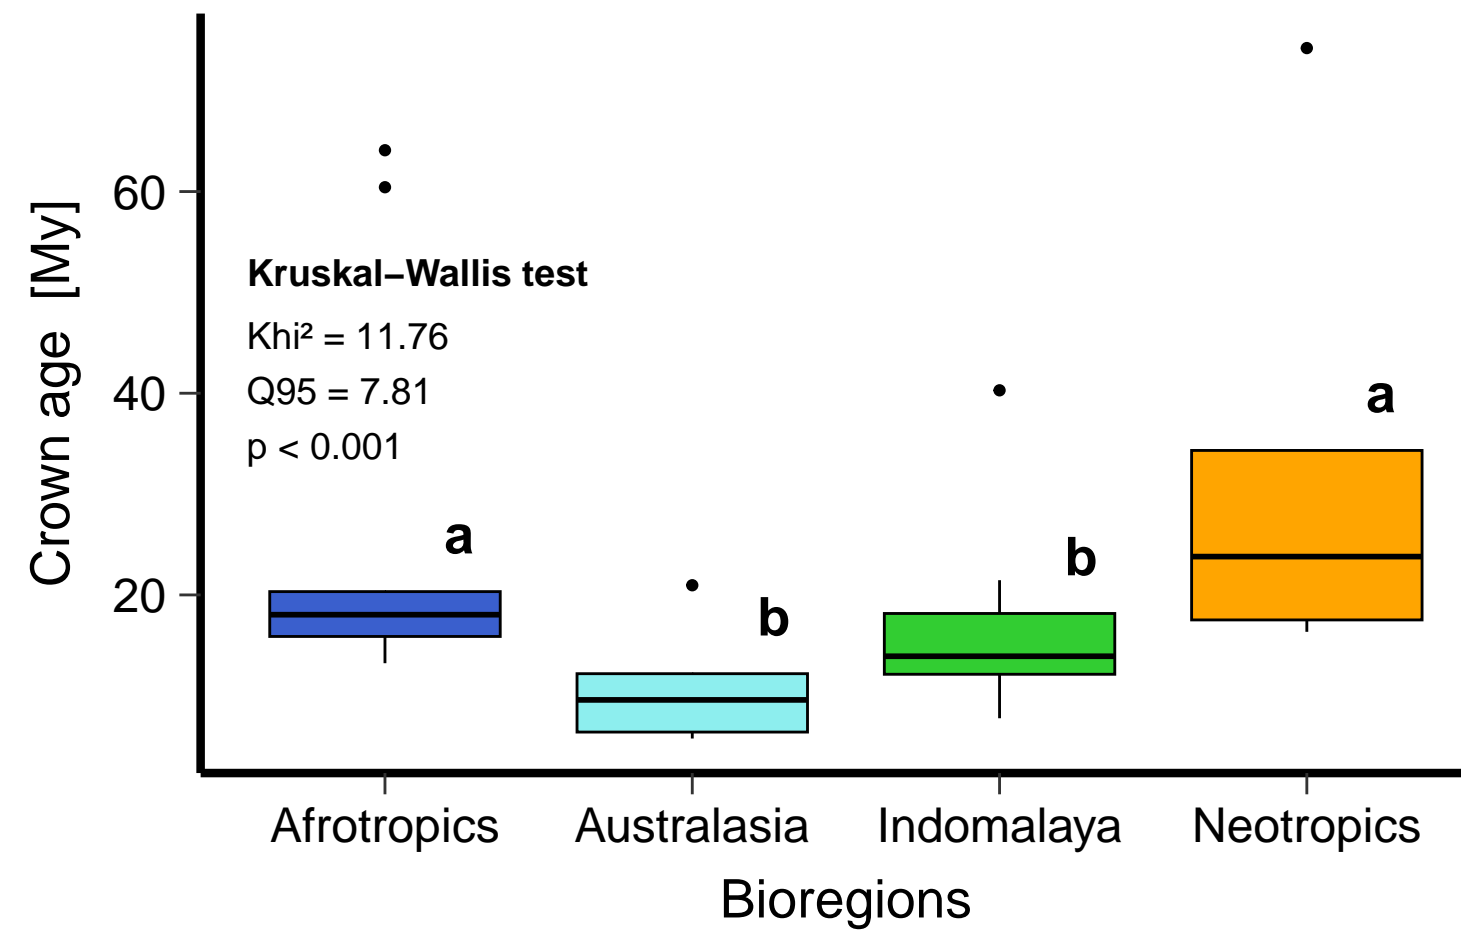 60
40
20
Crown age [My]
Kruskal–Wallis test
Khi² = 11.76
Q95 = 7.81
p < 0.001
a
b
b
a
Afrotropics
Australasia
Indomalaya
Neotropics
Bioregions